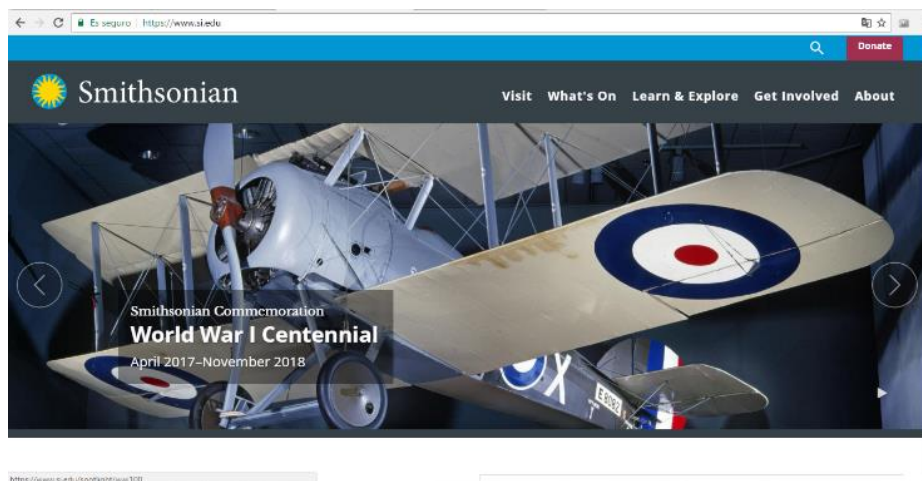 Es seguro https://www.si.edu
Donate
Smithsonian
Visit What's On Learn & Explore Get Involved About
Smithsonian Commemoration
World War I Centennial
April 2017–November 2018
X
E 8082
T